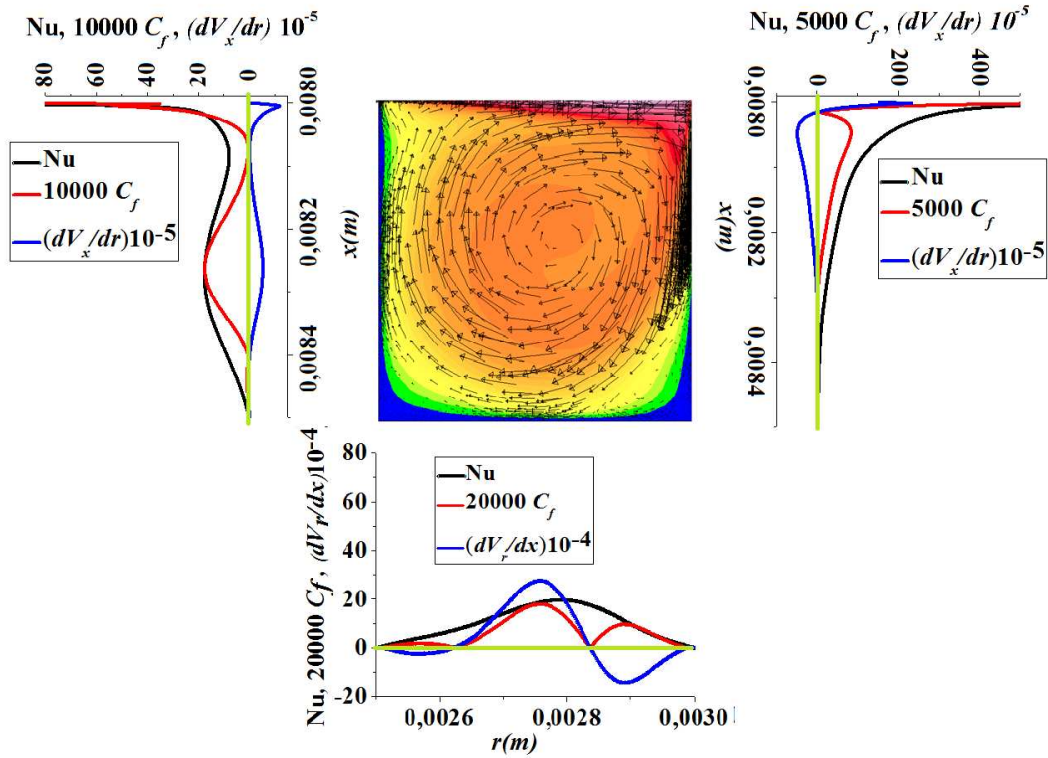 Nu, 10000 C_f, (dV_x/dr) 10^-5
80
60
40
20
0
0,0080
0,0082
0,0084
x(m)
Nu
10000 C_f
(dV_x/dr)10^-5
Nu, 5000 C_f, (dV_x/dr) 10^-5
0
200
400
0,0080
0,0082
0,0084
x(m)
Nu
5000 C_f
(dV_x/dr)10^-5
Nu, 20000 Cf, (dVr/dx)10^-4
80
60
40
20
0
-20
Nu
20000 C_f
(dV_r/dx)10^-4
0,0026
0,0028
0,0030
r(m)